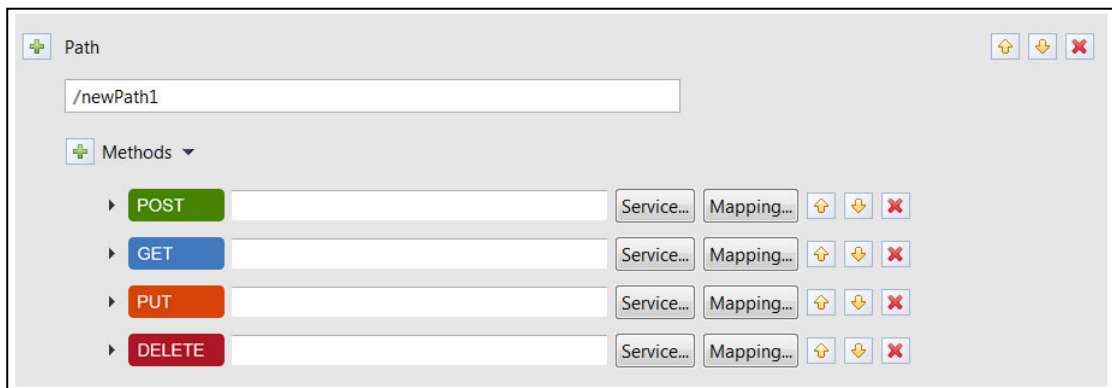 Path
/newPath1
Methods
POST Service... Mapping...
GET Service... Mapping...
PUT Service... Mapping...
DELETE Service... Mapping...